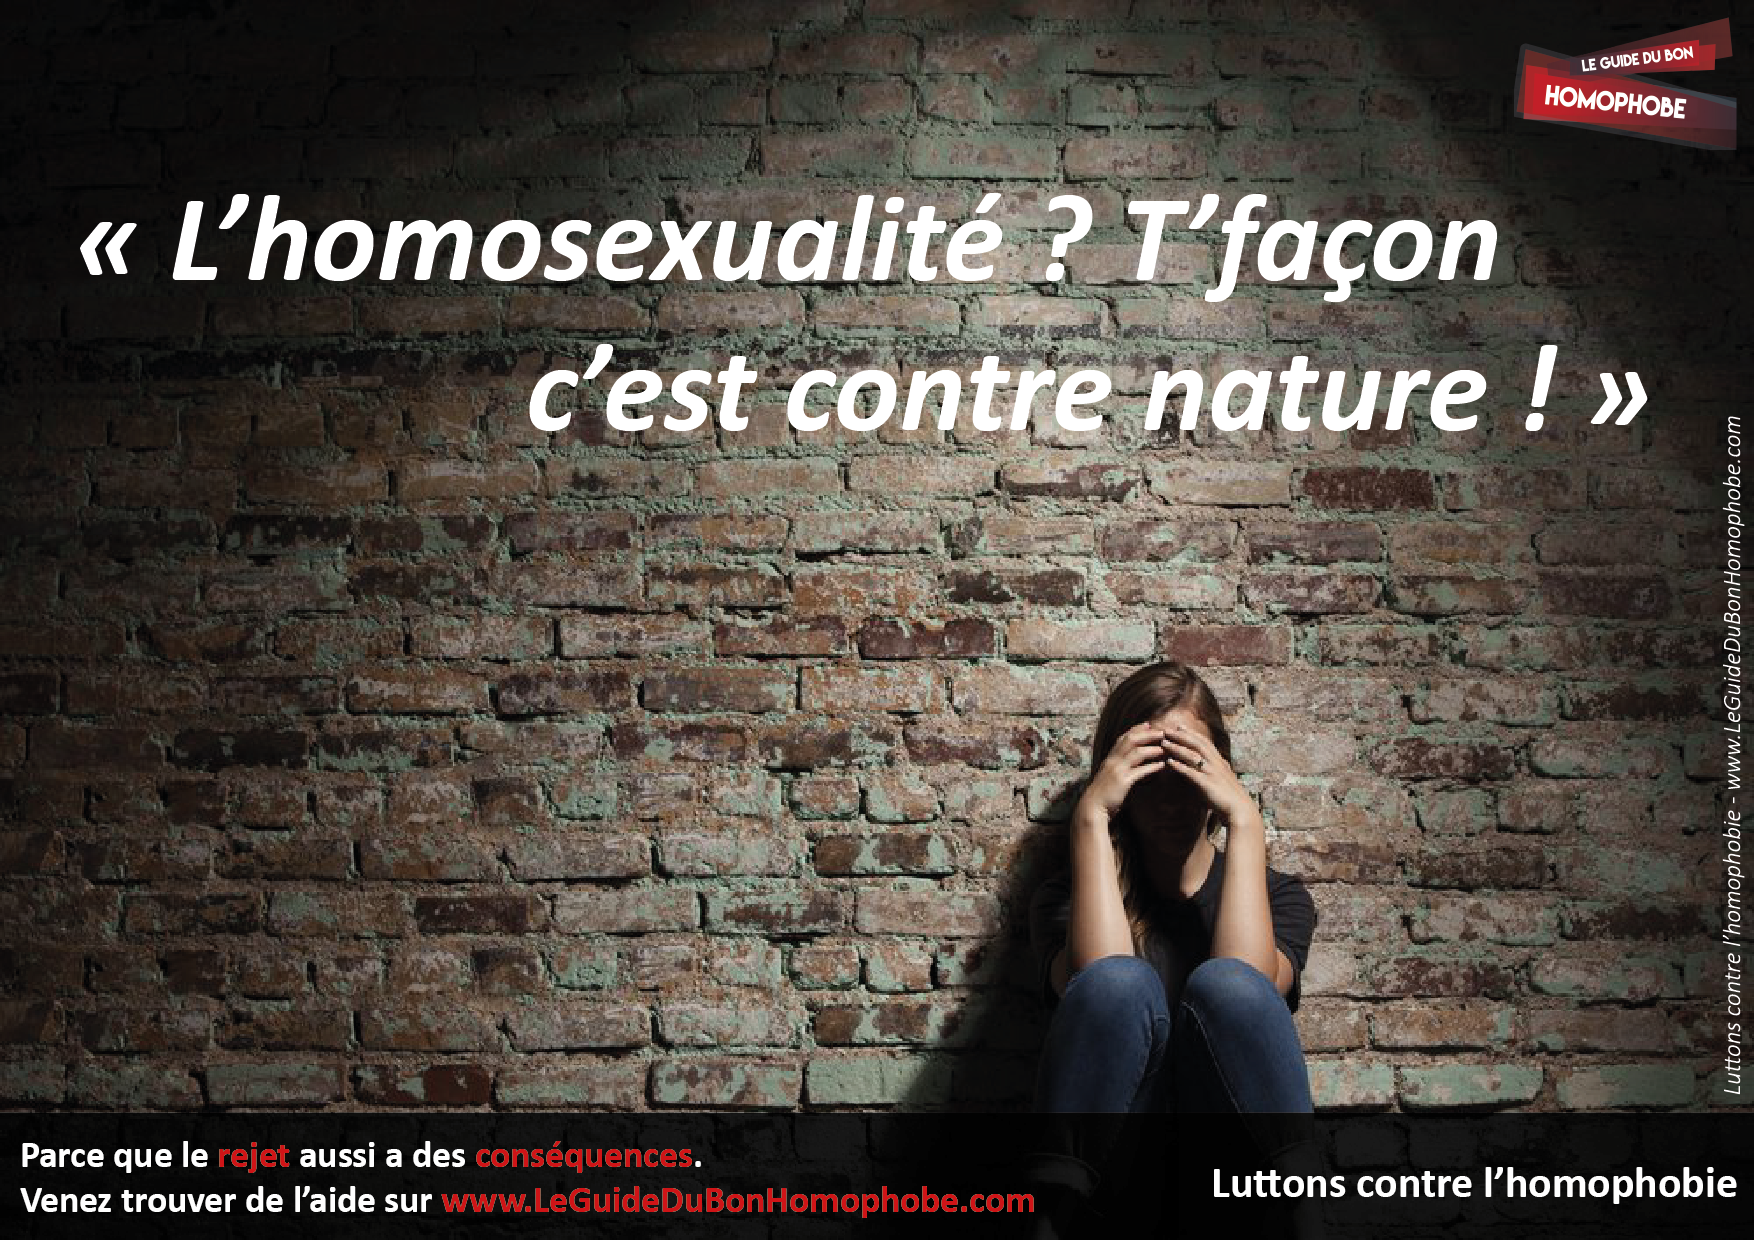 LE GUIDE DU BON
HOMOPHOBE
« L’homosexualité ? T’façon
c’est contre nature ! »
Luttons contre l’homophobie - www.LeGuideDuBonHomophobe.com
Parce que le rejet aussi a des conséquences.
Venez trouver de l’aide sur www.LeGuideDuBonHomophobe.com
Luttons contre l’homophobie